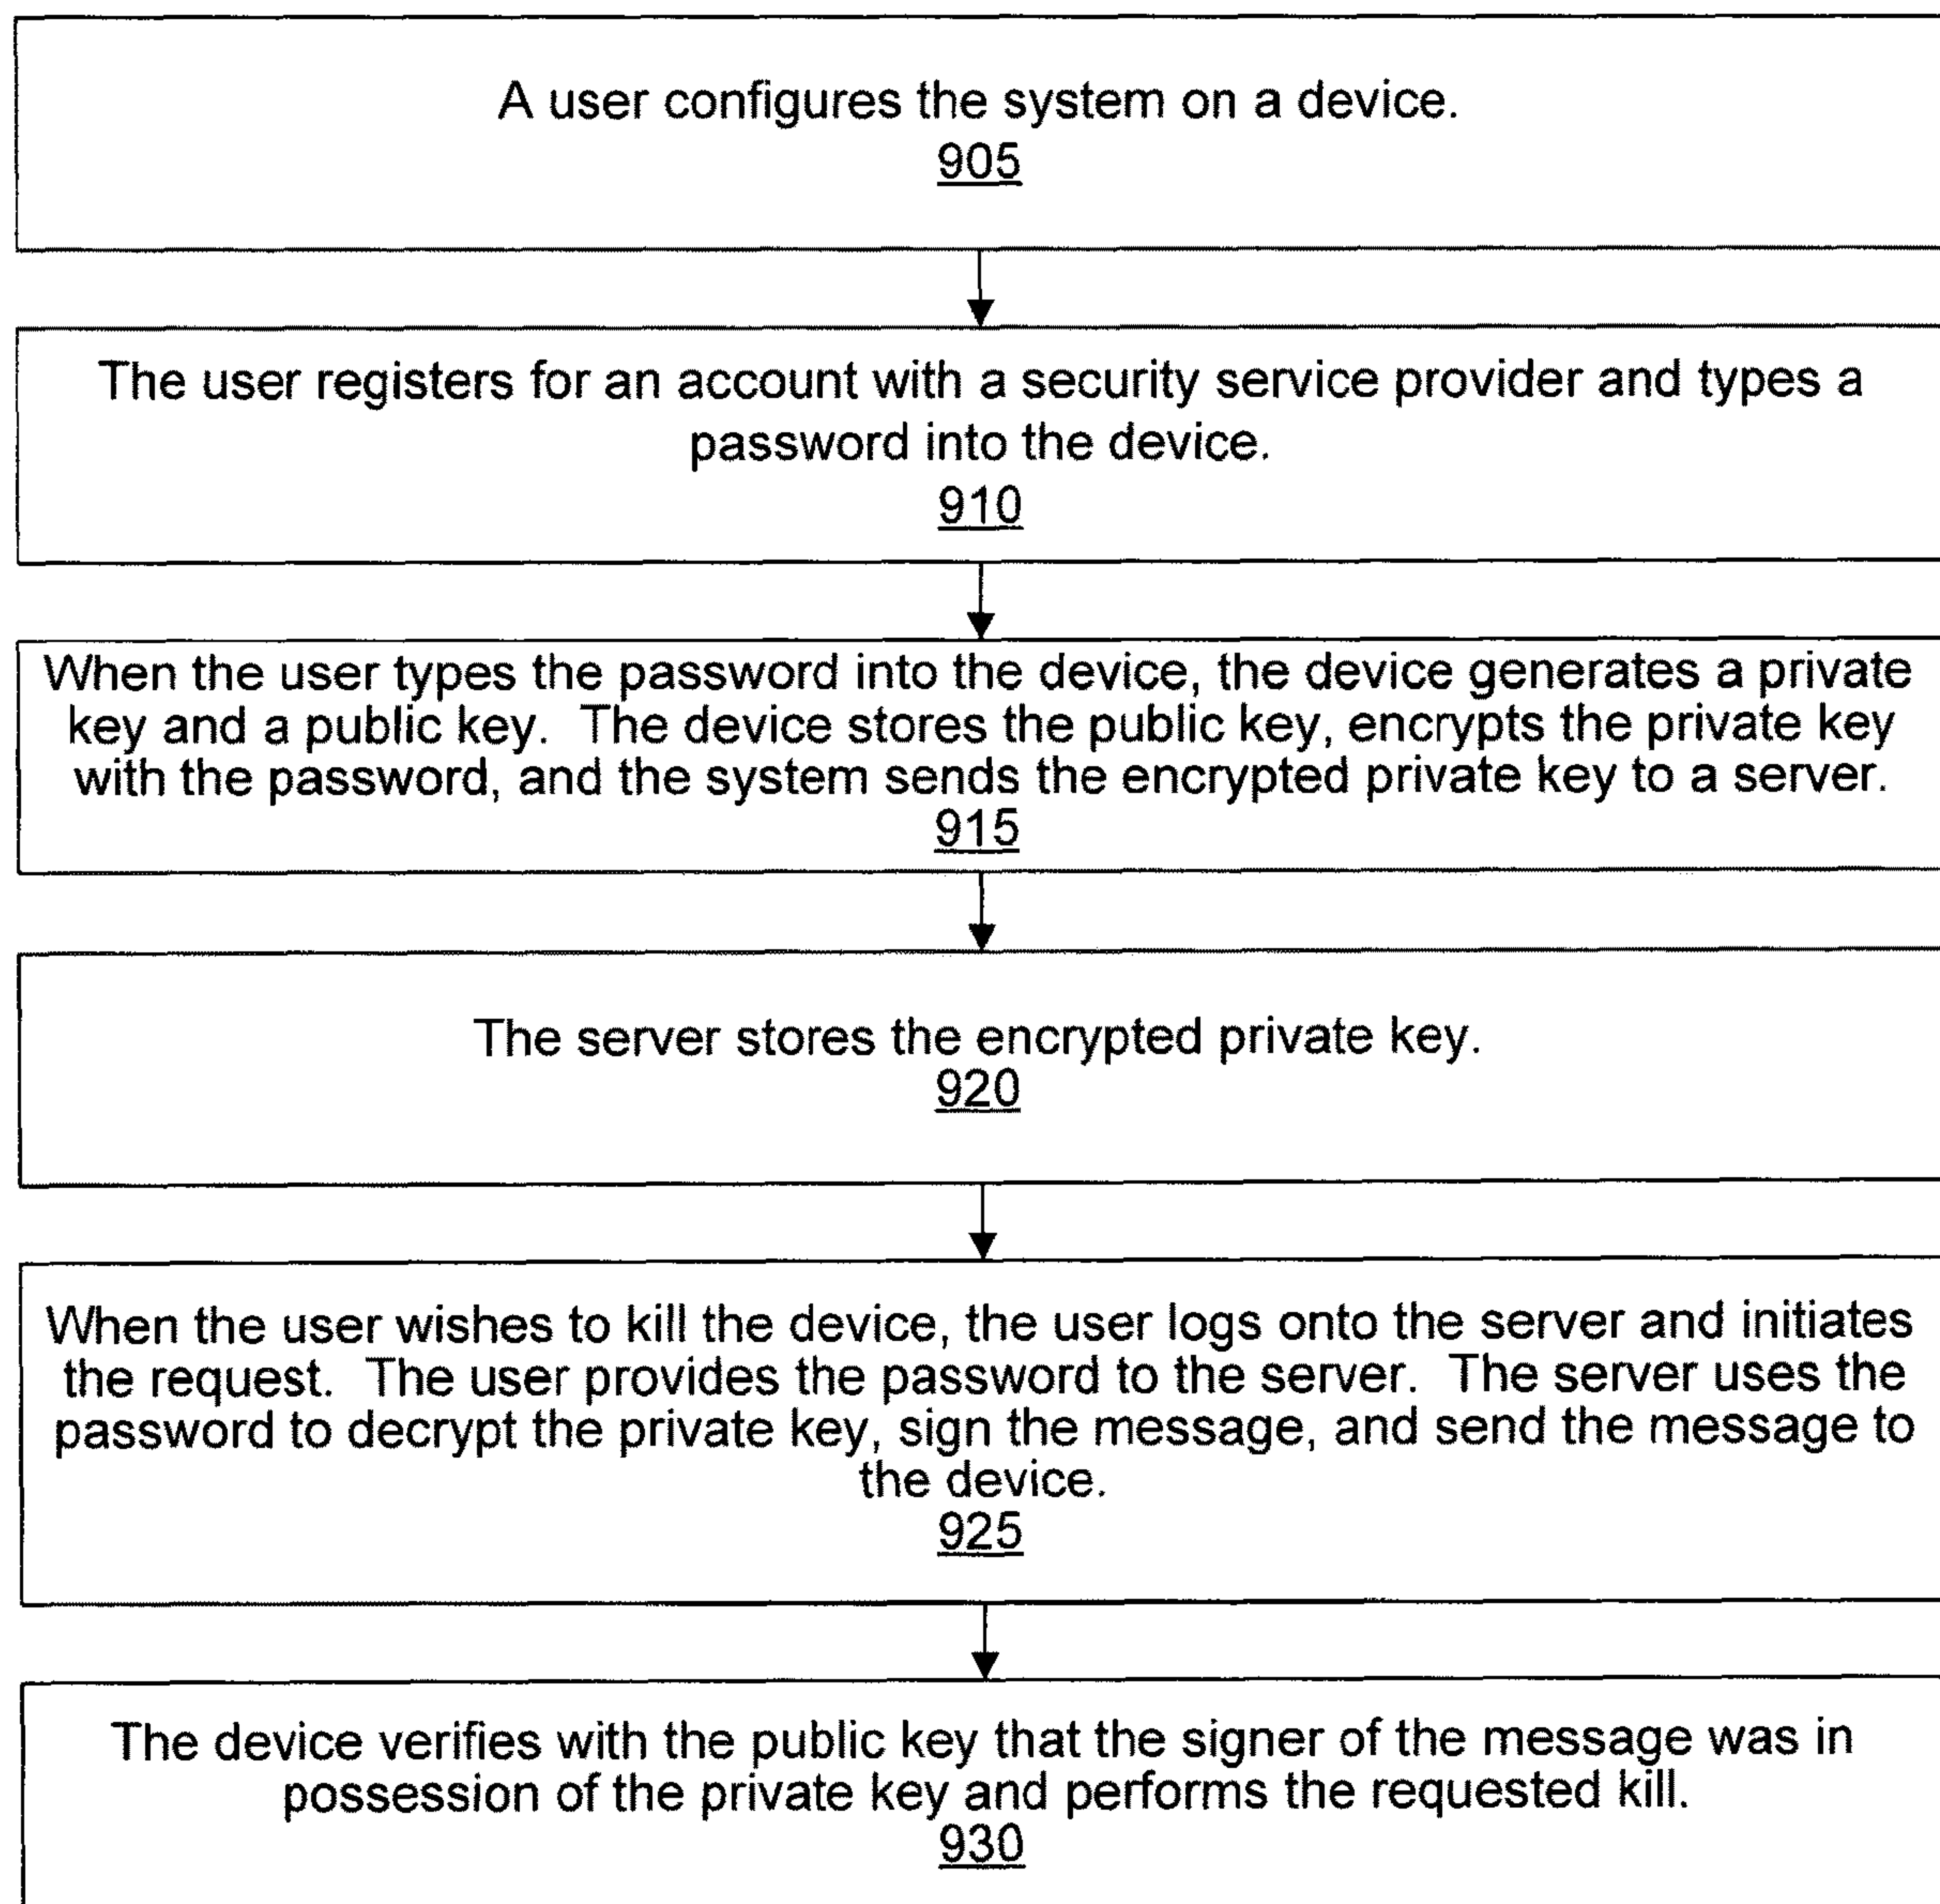 A user configures the system on a device.
905
The user registers for an account with a security service provider and types a
password into the device.
910
When the user types the password into the device, the device generates a private
key and a public key.  The device stores the public key, encrypts the private key
with the password, and the system sends the encrypted private key to a server.
915
The server stores the encrypted private key.
920
When the user wishes to kill the device, the user logs onto the server and initiates
the request.  The user provides the password to the server.  The server uses the
password to decrypt the private key, sign the message, and send the message to
the device.
925
The device verifies with the public key that the signer of the message was in
possession of the private key and performs the requested kill.
930